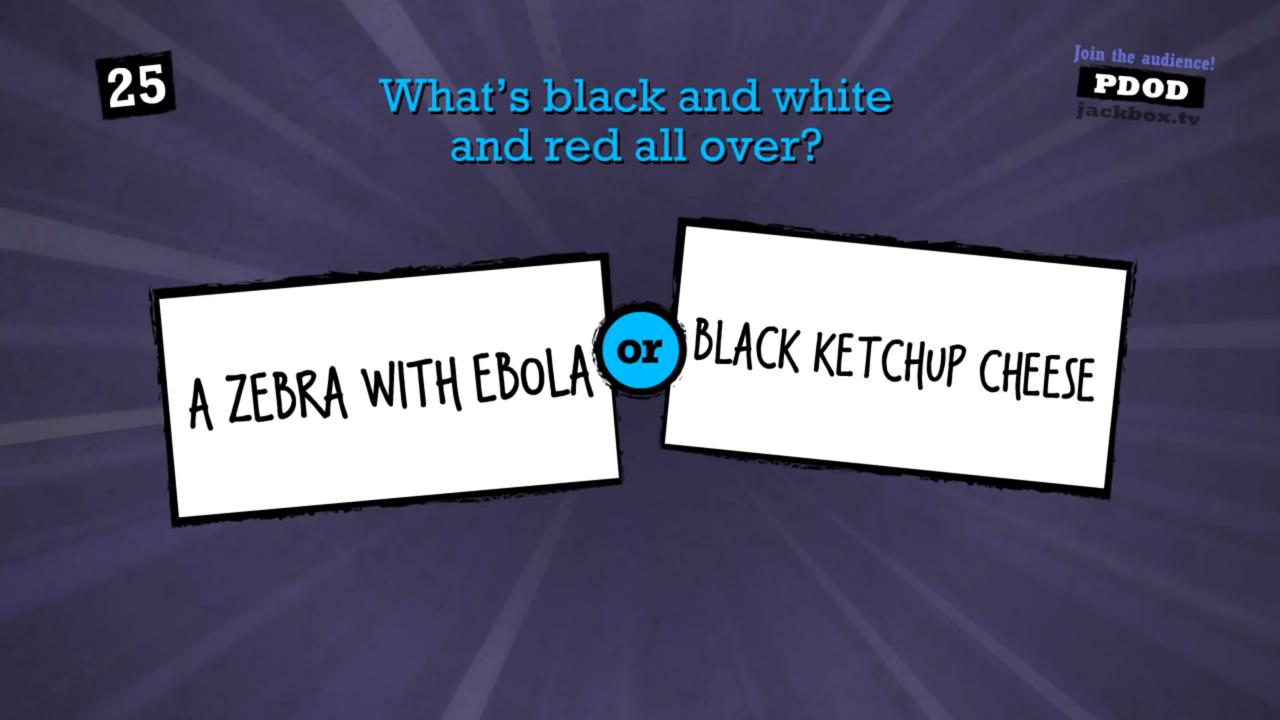 25
What's black and white
and red all over?
Join the audience!
PDOD
jackbox.tv
A ZEBRA WITH EBOLA
or
BLACK KETCHUP CHEESE